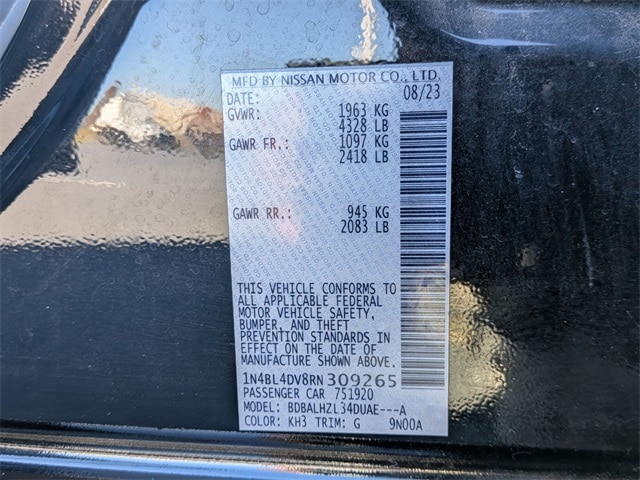 MFD BY NISSAN MOTOR CO., LTD.
DATE: 08/23
GVWR: 1963 KG
4328 LB
GAWR FR.: 1097 KG
2418 LB
GAWR RR.: 945 KG
2083 LB
THIS VEHICLE CONFORMS TO
ALL APPLICABLE FEDERAL
MOTOR VEHICLE SAFETY,
BUMPER, AND THEFT
PREVENTION STANDARDS IN
EFFECT ON THE DATE OF
MANUFACTURE SHOWN ABOVE.
1N4BL4DV8RN309265
PASSENGER CAR 751920
MODEL: BDBALHZL34DUAE---A
COLOR: KH3 TRIM: G 9N00A